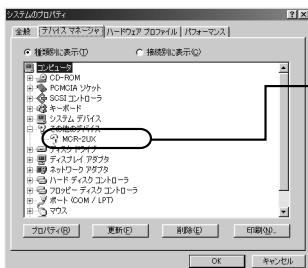 システムのプロパティ
全般 デバイス マネージャ ハードウェア プロファイル パフォーマンス
種類別に表示(T) 接続別に表示(C)
コンピュータ
CD-ROM
PCMCIA ソケット
SCSI コントローラ
キーボード
システム デバイス
その他のデバイス
MCR-2UX
ディスク ドライブ
ディスプレイ アダプタ
ネットワーク アダプタ
ハード ディスク コントローラ
フロッピー ディスク コントローラ
ポート (COM / LPT)
マウス
プロパティ(R) 更新(F) 削除(E) 印刷(N)...
OK キャンセル